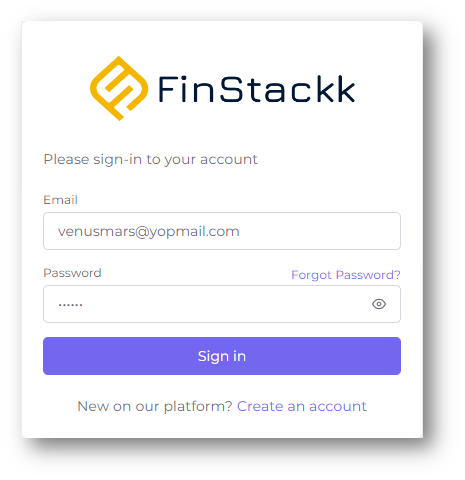 FinStackk
Please sign-in to your account
Email
venusmars@yopmail.com
Password
Forgot Password?
······
Sign in
New on our platform? Create an account